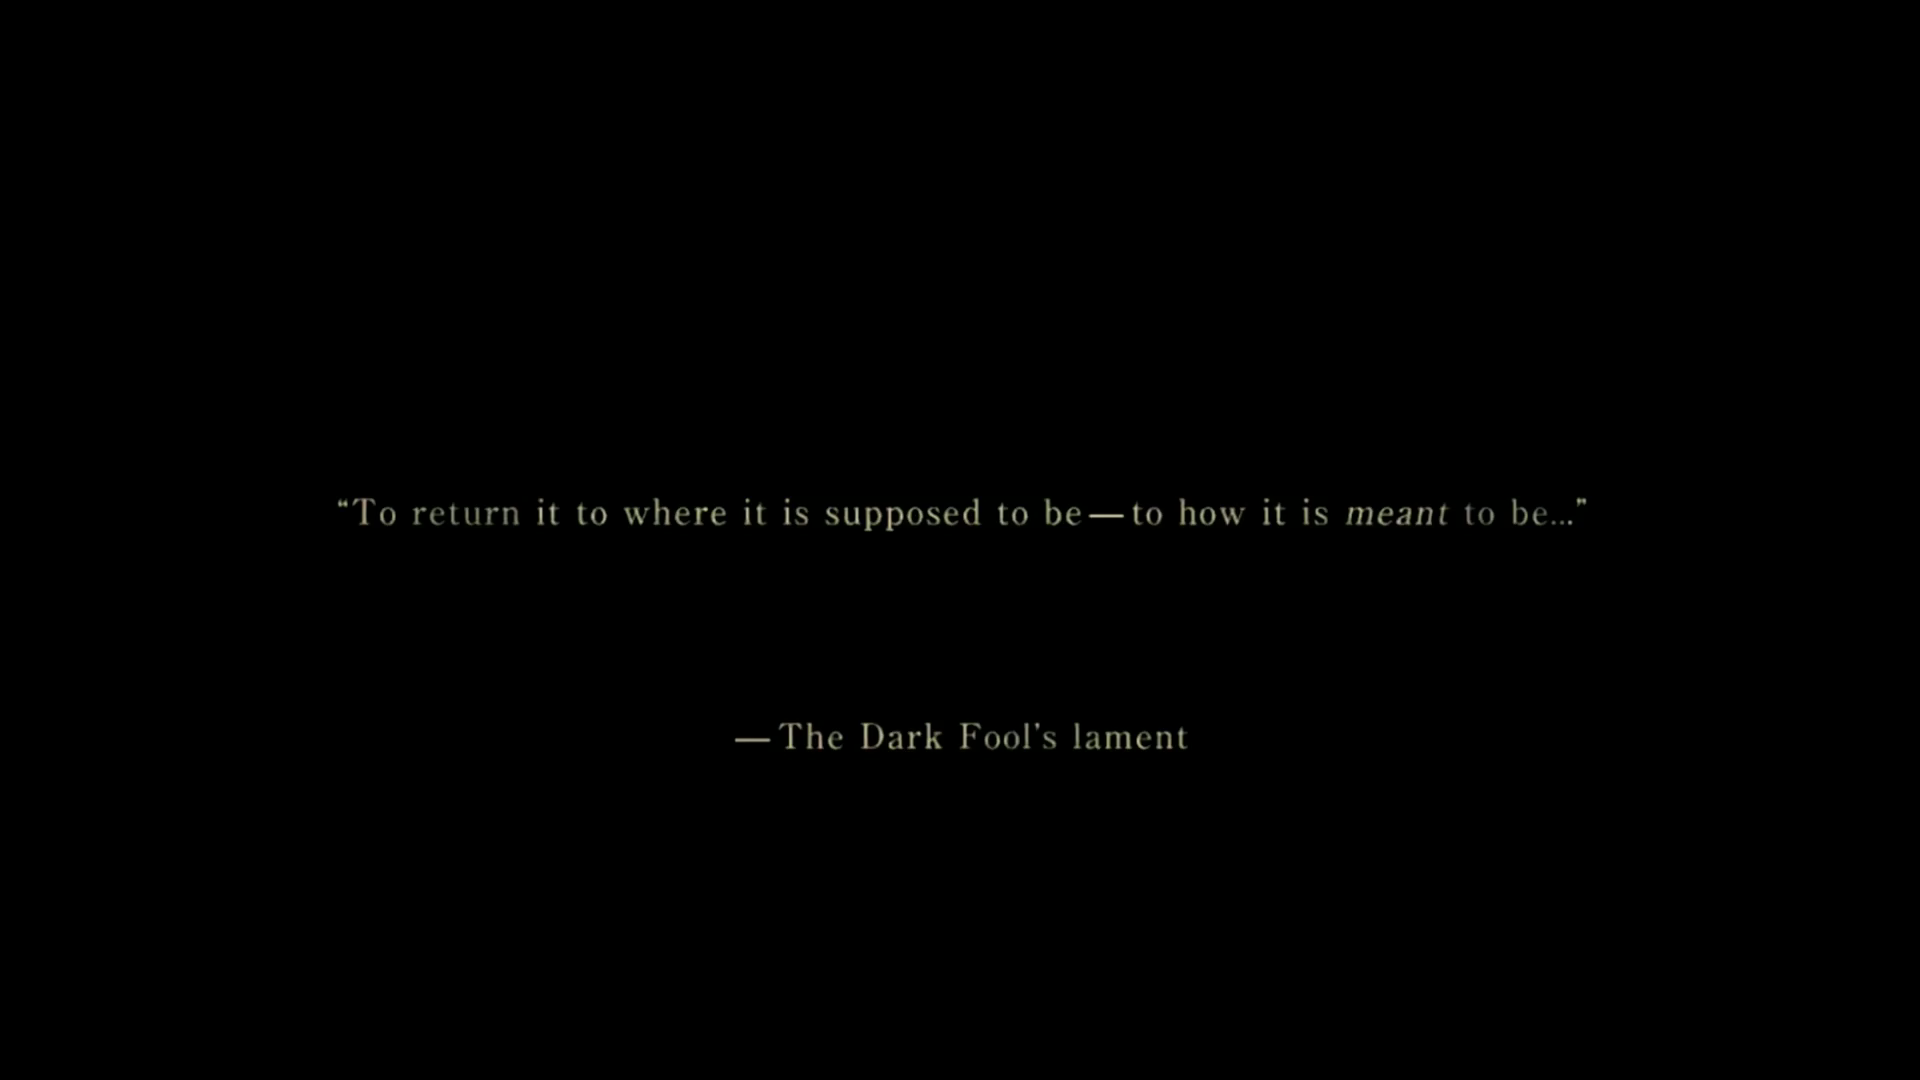 “To return it to where it is supposed to be—to how it is meant to be...”
—The Dark Fool’s lament